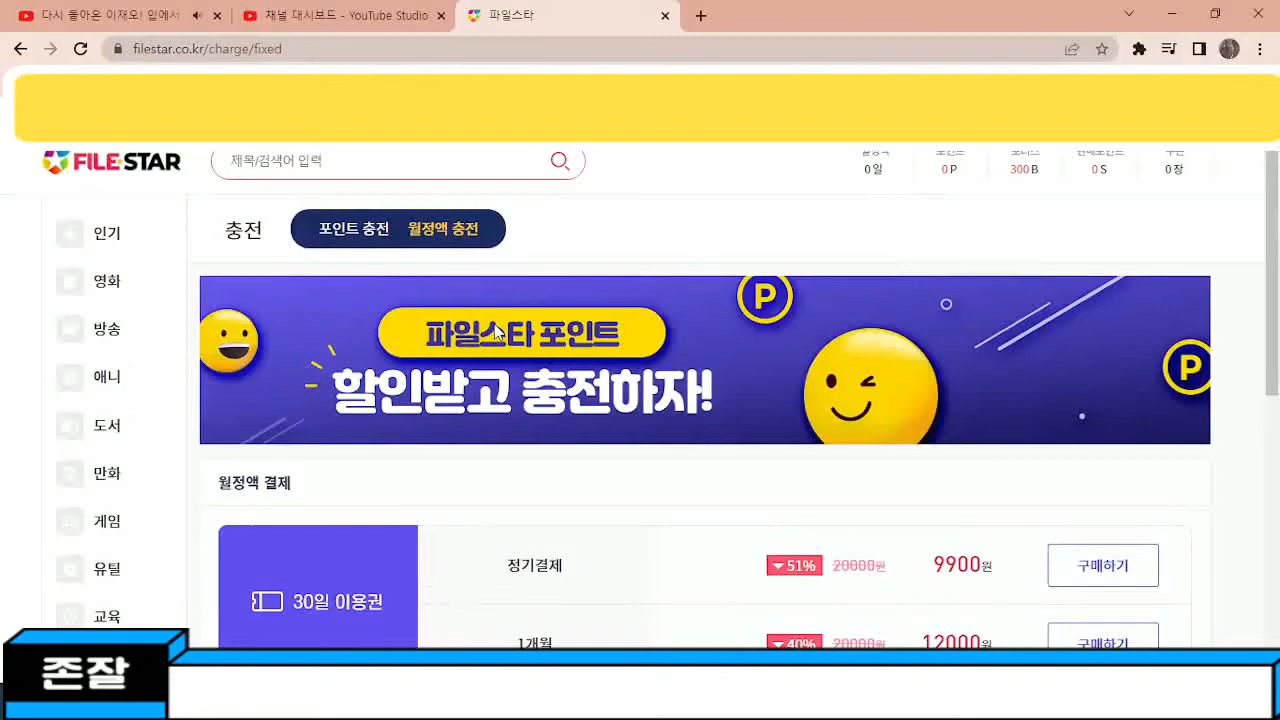 다시 돌아온 이재오! 입에서
채널 대시보드 - YouTube Studio
파일스타
filestar.co.kr/charge/fixed
FILE STAR
제목/검색어 입력
0일
0P
300B
0S
0장
인기
영화
방송
애니
도서
만화
게임
유틸
교육
충전
포인트 충전 월정액 충전
파일스타 포인트
할인받고 충전하자!
P
P
월정액 결제
30일 이용권
정기결제
51% 20000원 9900원 구매하기
1개월
40% 20000원 12000원 구매하기
존잘